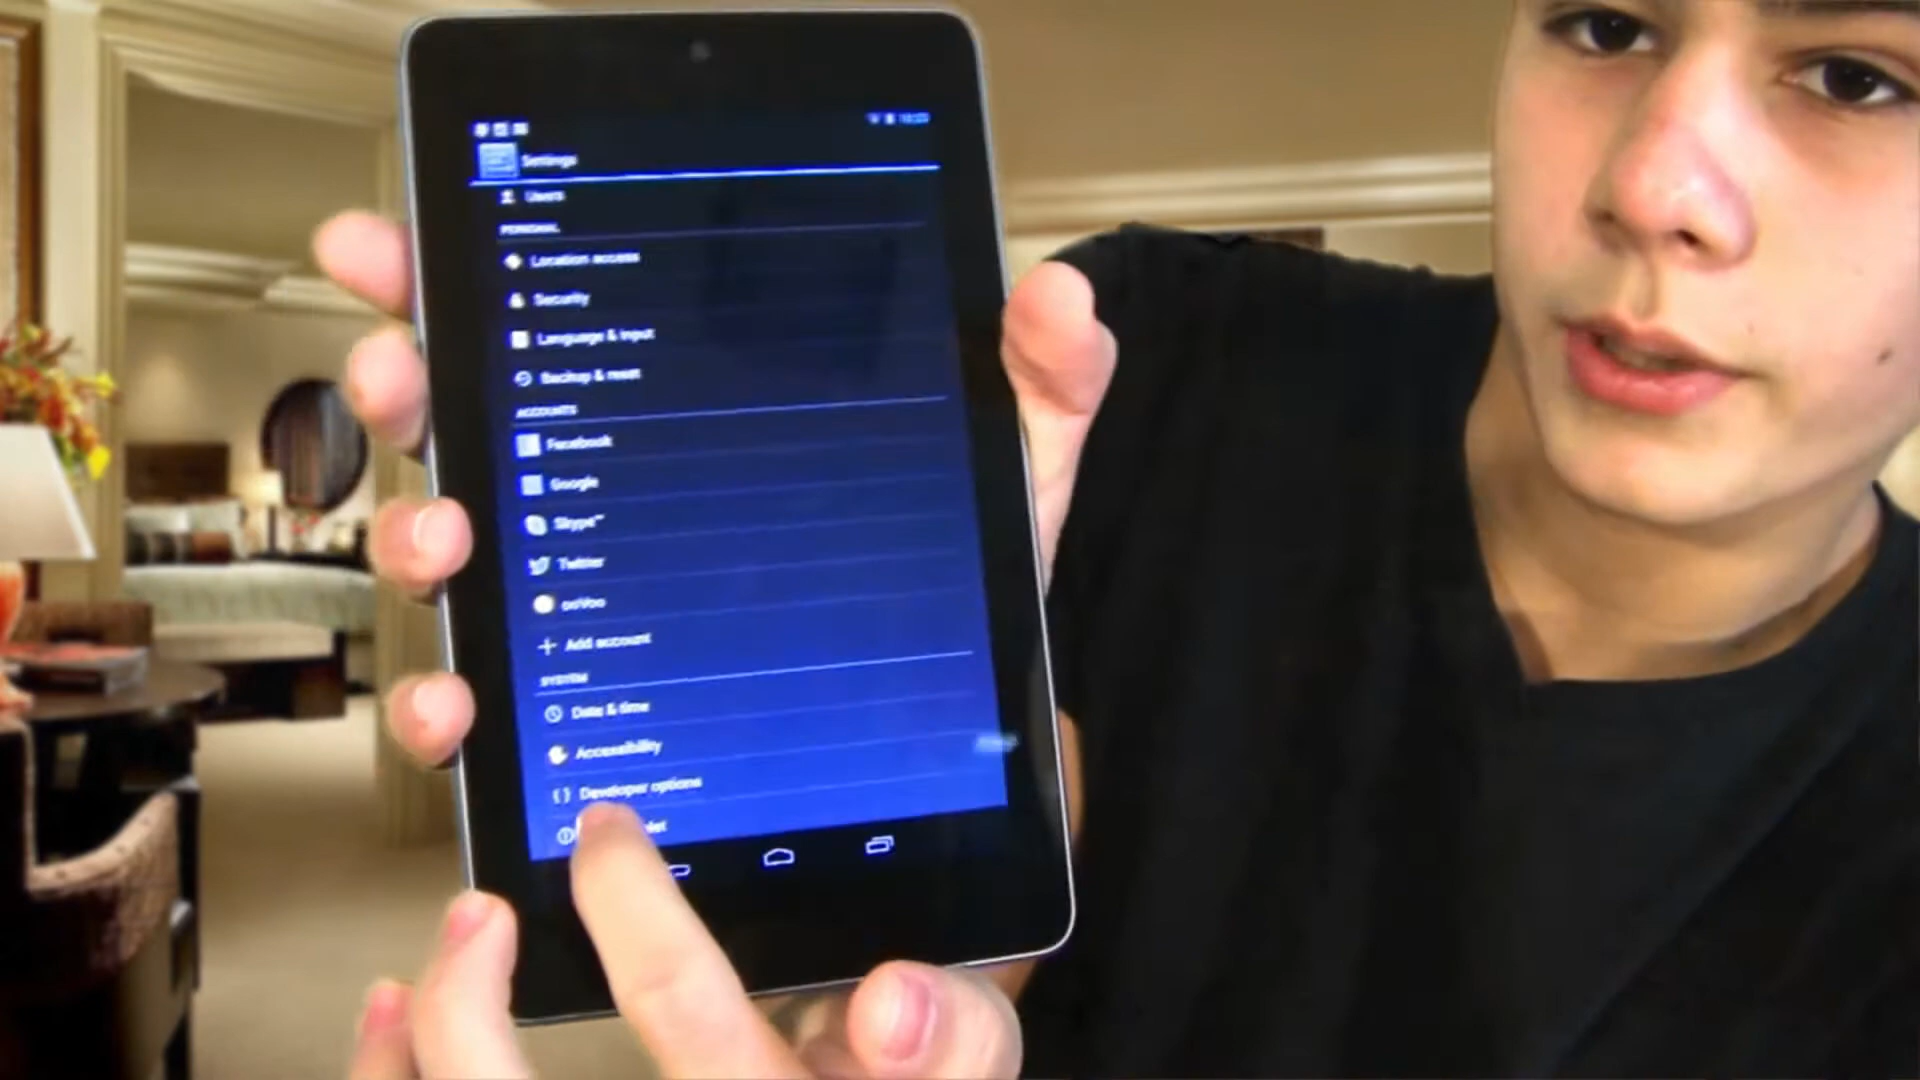 Settings
Users
PERSONAL
Location access
Security
Language & input
Backup & reset
ACCOUNTS
Facebook
Google
Skype™
Twitter
ooVoo
Add account
SYSTEM
Date & time
Accessibility
Developer options